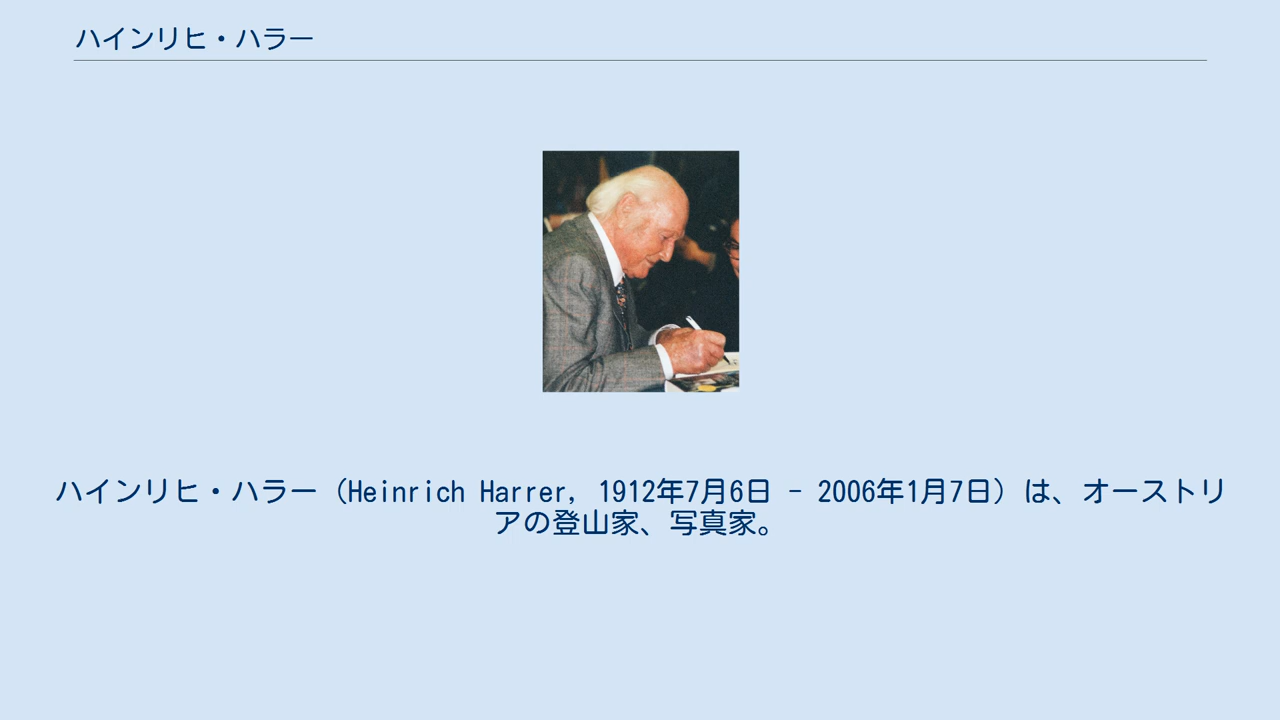 ハインリヒ・ハラー
ハインリヒ・ハラー（Heinrich Harrer, 1912年7月6日 - 2006年1月7日）は、オーストリ
アの登山家、写真家。